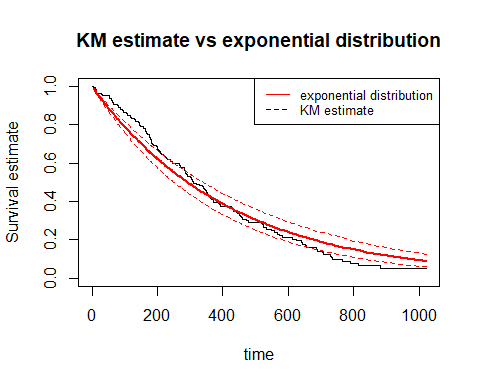 KM estimate vs exponential distribution
exponential distribution
KM estimate
Survival estimate
1.0
0.8
0.6
0.4
0.2
0.0
0 200 400 600 800 1000
time